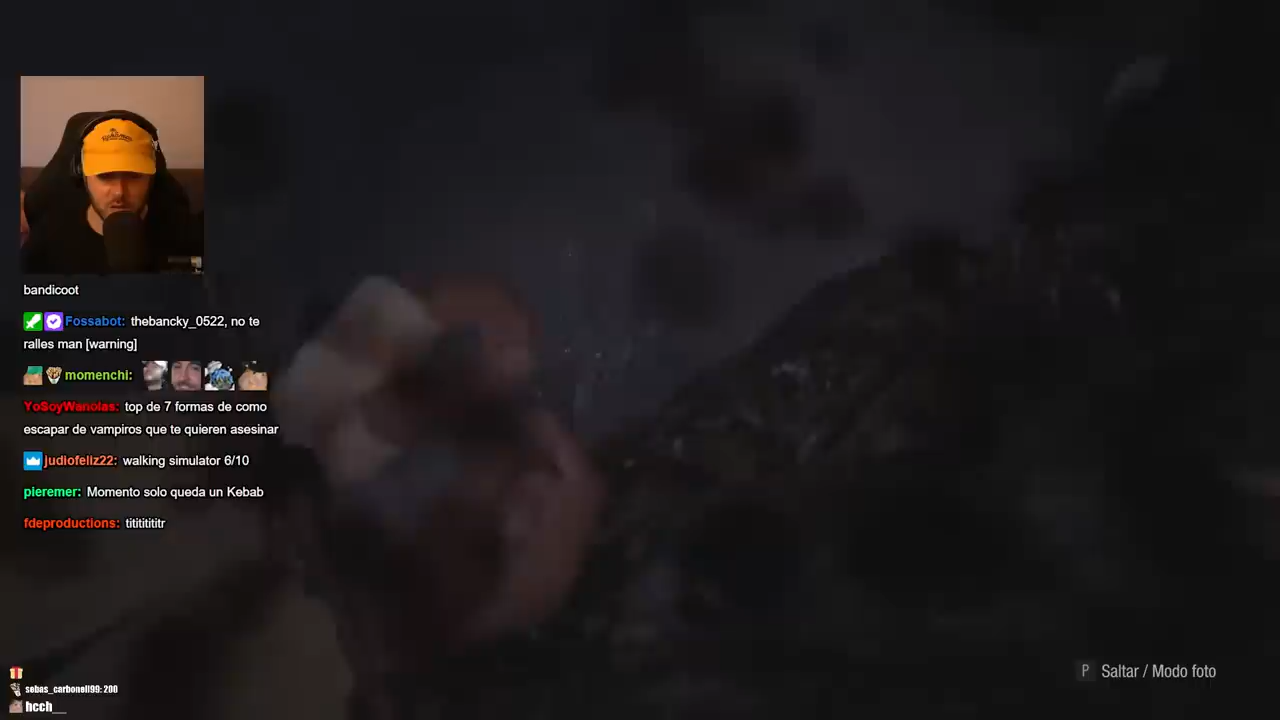 bandicoot
Fossabot: thebancky_0522, no te
ralles man [warning]
momenchi:
YoSoyWanolas: top de 7 formas de como
escapar de vampiros que te quieren asesinar
judiofeliz22: walking simulator 6/10
pieremer: Momento solo queda un Kebab
fdeproductions: titititititr
P Saltar / Modo foto
sebas_carbonell99: 200
hcch__